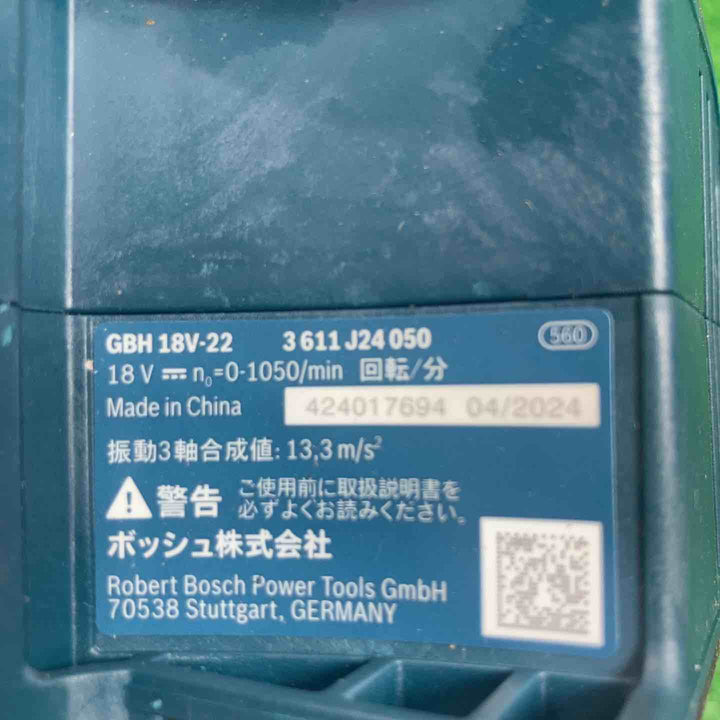 GBH 18V-22 3 611 J24 050 560
18 V ⎓ n₀=0-1050/min 回転/分
Made in China 424017694 04/2024
振動3軸合成値: 13,3 m/s²
警告 ご使用前に取扱説明書を
必ずよくお読みください。
ボッシュ株式会社
Robert Bosch Power Tools GmbH
70538 Stuttgart, GERMANY